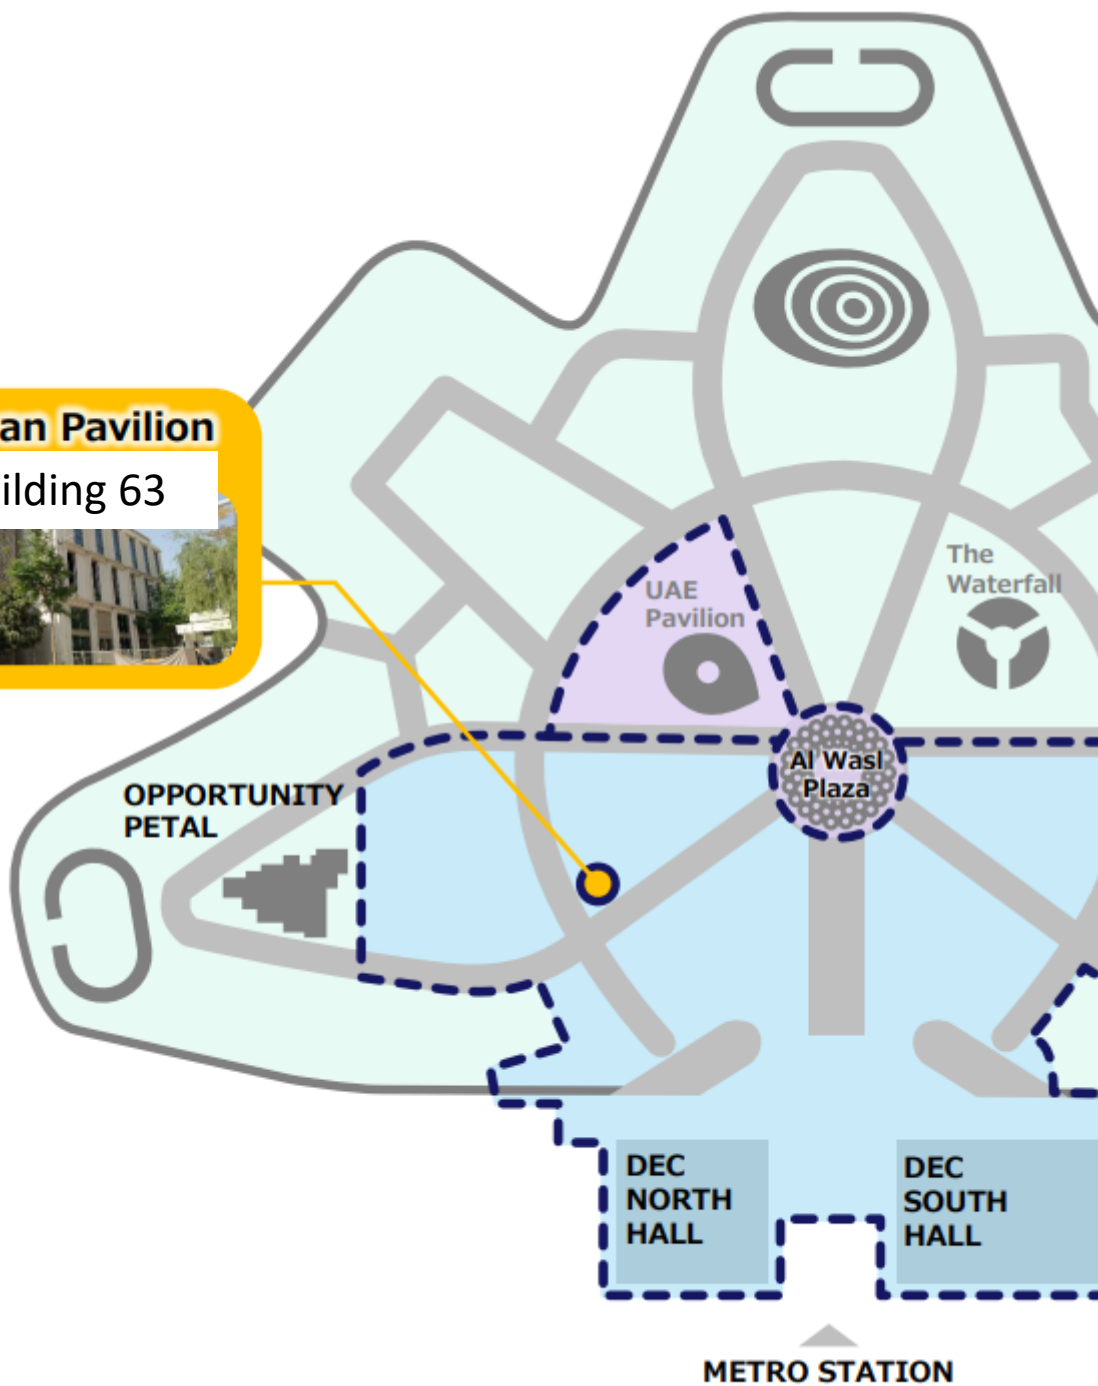 an Pavilion
ilding 63
UAE
Pavilion
The
Waterfall
Al Wasl
Plaza
OPPORTUNITY
PETAL
DEC
NORTH
HALL
DEC
SOUTH
HALL
METRO STATION